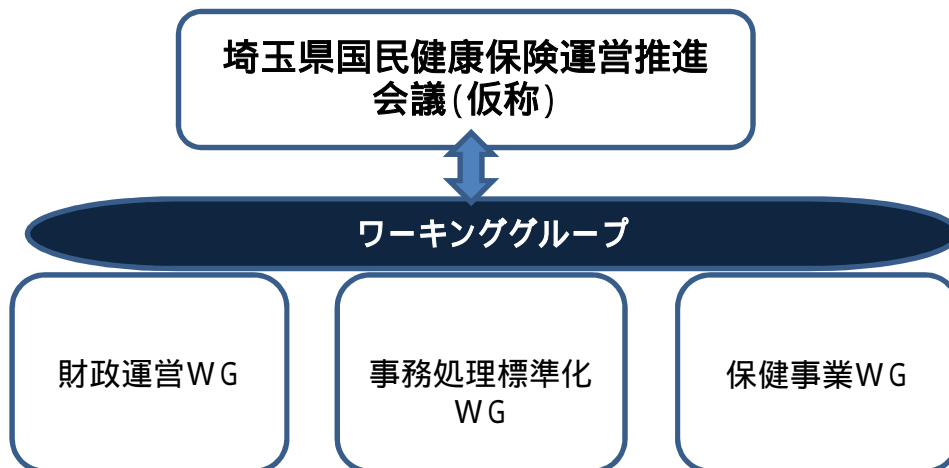 埼玉県国民健康保険運営推進
会議(仮称)
ワーキンググループ
財政運営WG
事務処理標準化
WG
保健事業WG